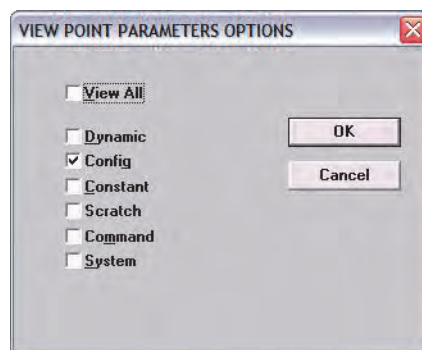 VIEW POINT PARAMETERS OPTIONS
View All
Dynamic
Config
Constant
Scratch
Command
System
OK
Cancel